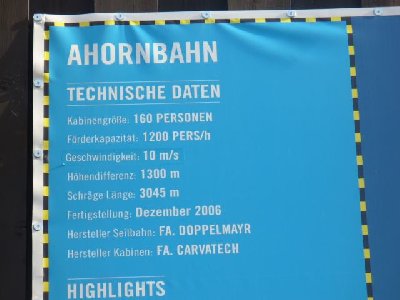 AHORNBAHN
TECHNISCHE DATEN
Kabinengröße: 160 PERSONEN
Förderkapazität: 1200 PERS/h
Geschwindigkeit: 10 m/s
Höhendifferenz: 1300 m
Schräge Länge: 3045 m
Fertigstellung: Dezember 2006
Hersteller Seilbahn: FA. DOPPELMAYR
Hersteller Kabinen: FA. CARVATECH
HIGHLIGHTS